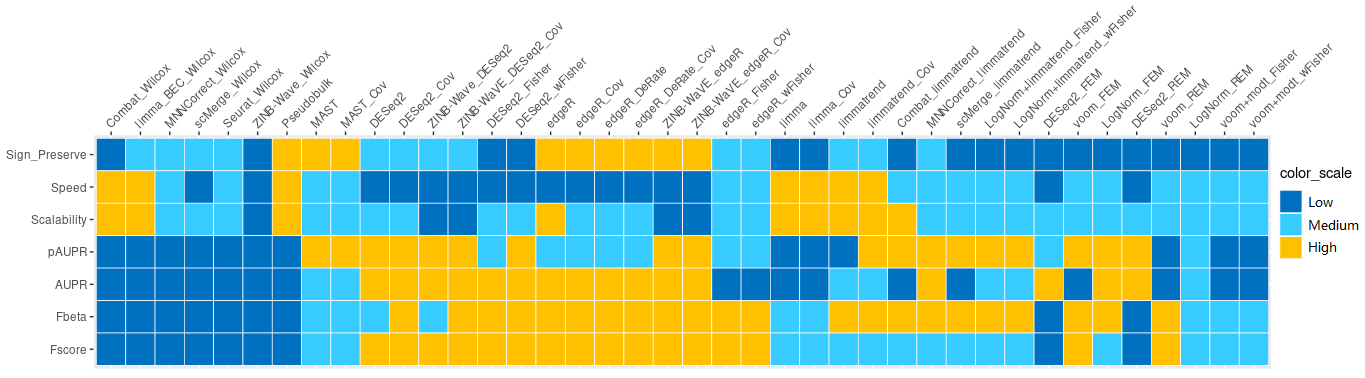 Combat_Wilcox
limma_BEC_Wilcox
MNNCorrect_Wilcox
scMerge_Wilcox
Seurat_Wilcox
ZINB-Wave_Wilcox
Pseudobulk
MAST
MAST_Cov
DESeq2
DESeq2_Cov
ZINB-Wave_DESeq2
ZINB-WaVE_DESeq2_Cov
DESeq2_Fisher
DESeq2_wFisher
edgeR
edgeR_Cov
edgeR_DetRate
edgeR_DetRate_Cov
ZINB-WaVE_edgeR
ZINB-WaVE_edgeR_Cov
edgeR_Fisher
edgeR_wFisher
limma
limma_Cov
limmatrend
limmatrend_Cov
Combat_limmatrend
MNNCorrect_limmatrend
scMerge_limmatrend
LogNorm+limmatrend_Fisher
LogNorm+limmatrend_wFisher
DESeq2_FEM
voom_FEM
LogNorm_FEM
DESeq2_REM
voom_REM
LogNorm_REM
voom+modt_Fisher
voom+modt_wFisher
Sign_Preserve
Speed
Scalability
pAUPR
AUPR
Fbeta
Fscore
color_scale
Low
Medium
High